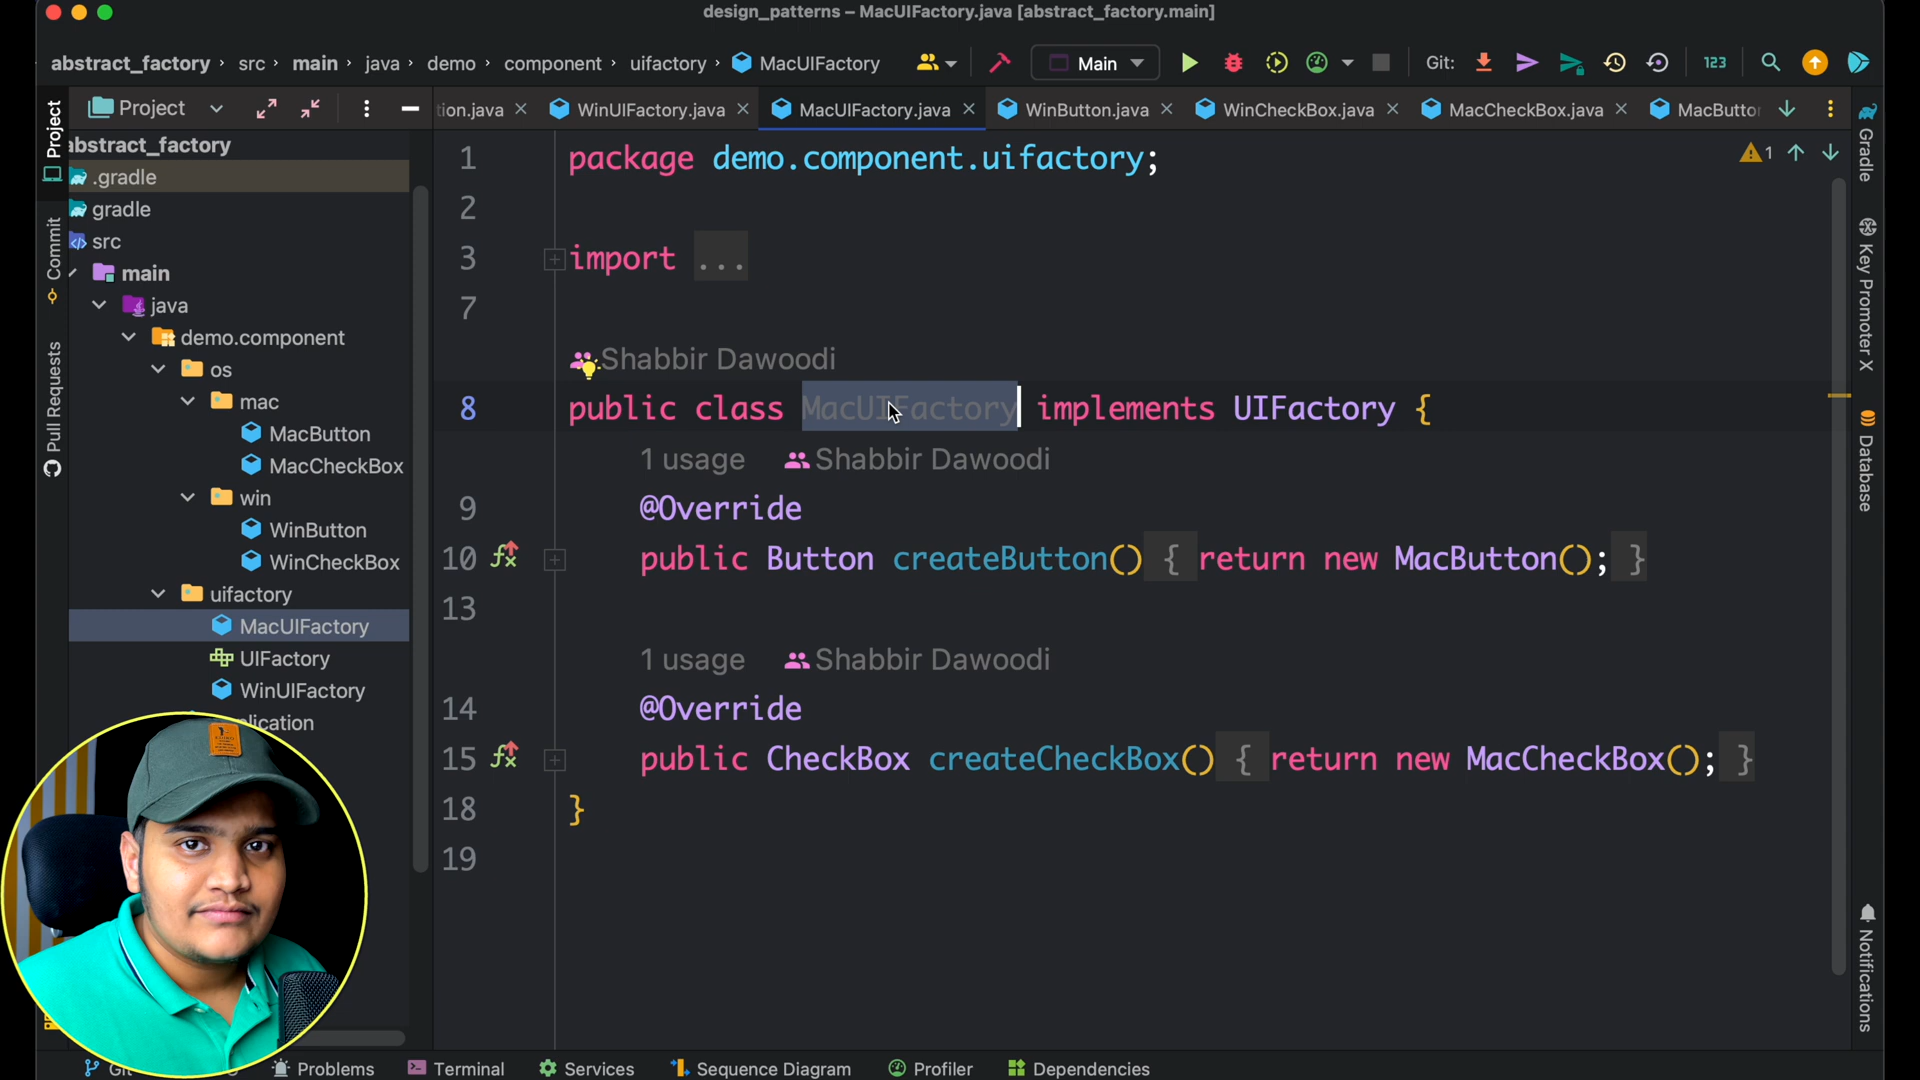 design_patterns – MacUIFactory.java [abstract_factory.main]
abstract_factory › src › main › java › demo › component › uifactory › MacUIFactory
Main
Git:
123
Project
tion.java
WinUIFactory.java
MacUIFactory.java
WinButton.java
WinCheckBox.java
MacCheckBox.java
MacButto
Project
Commit
Pull Requests
abstract_factory
.gradle
gradle
src
main
java
demo.component
os
mac
MacButton
MacCheckBox
win
WinButton
WinCheckBox
uifactory
MacUIFactory
UIFactory
WinUIFactory
plication
1 package demo.component.uifactory;
2
3 import ...
7
Shabbir Dawoodi
8 public class MacUIFactory implements UIFactory {
1 usage Shabbir Dawoodi
9 @Override
10 public Button createButton() { return new MacButton(); }
13
1 usage Shabbir Dawoodi
14 @Override
15 public CheckBox createCheckBox() { return new MacCheckBox(); }
18 }
19
1
Gradle
Key Promoter X
Database
Notifications
Git
Problems
Terminal
Services
Sequence Diagram
Profiler
Dependencies